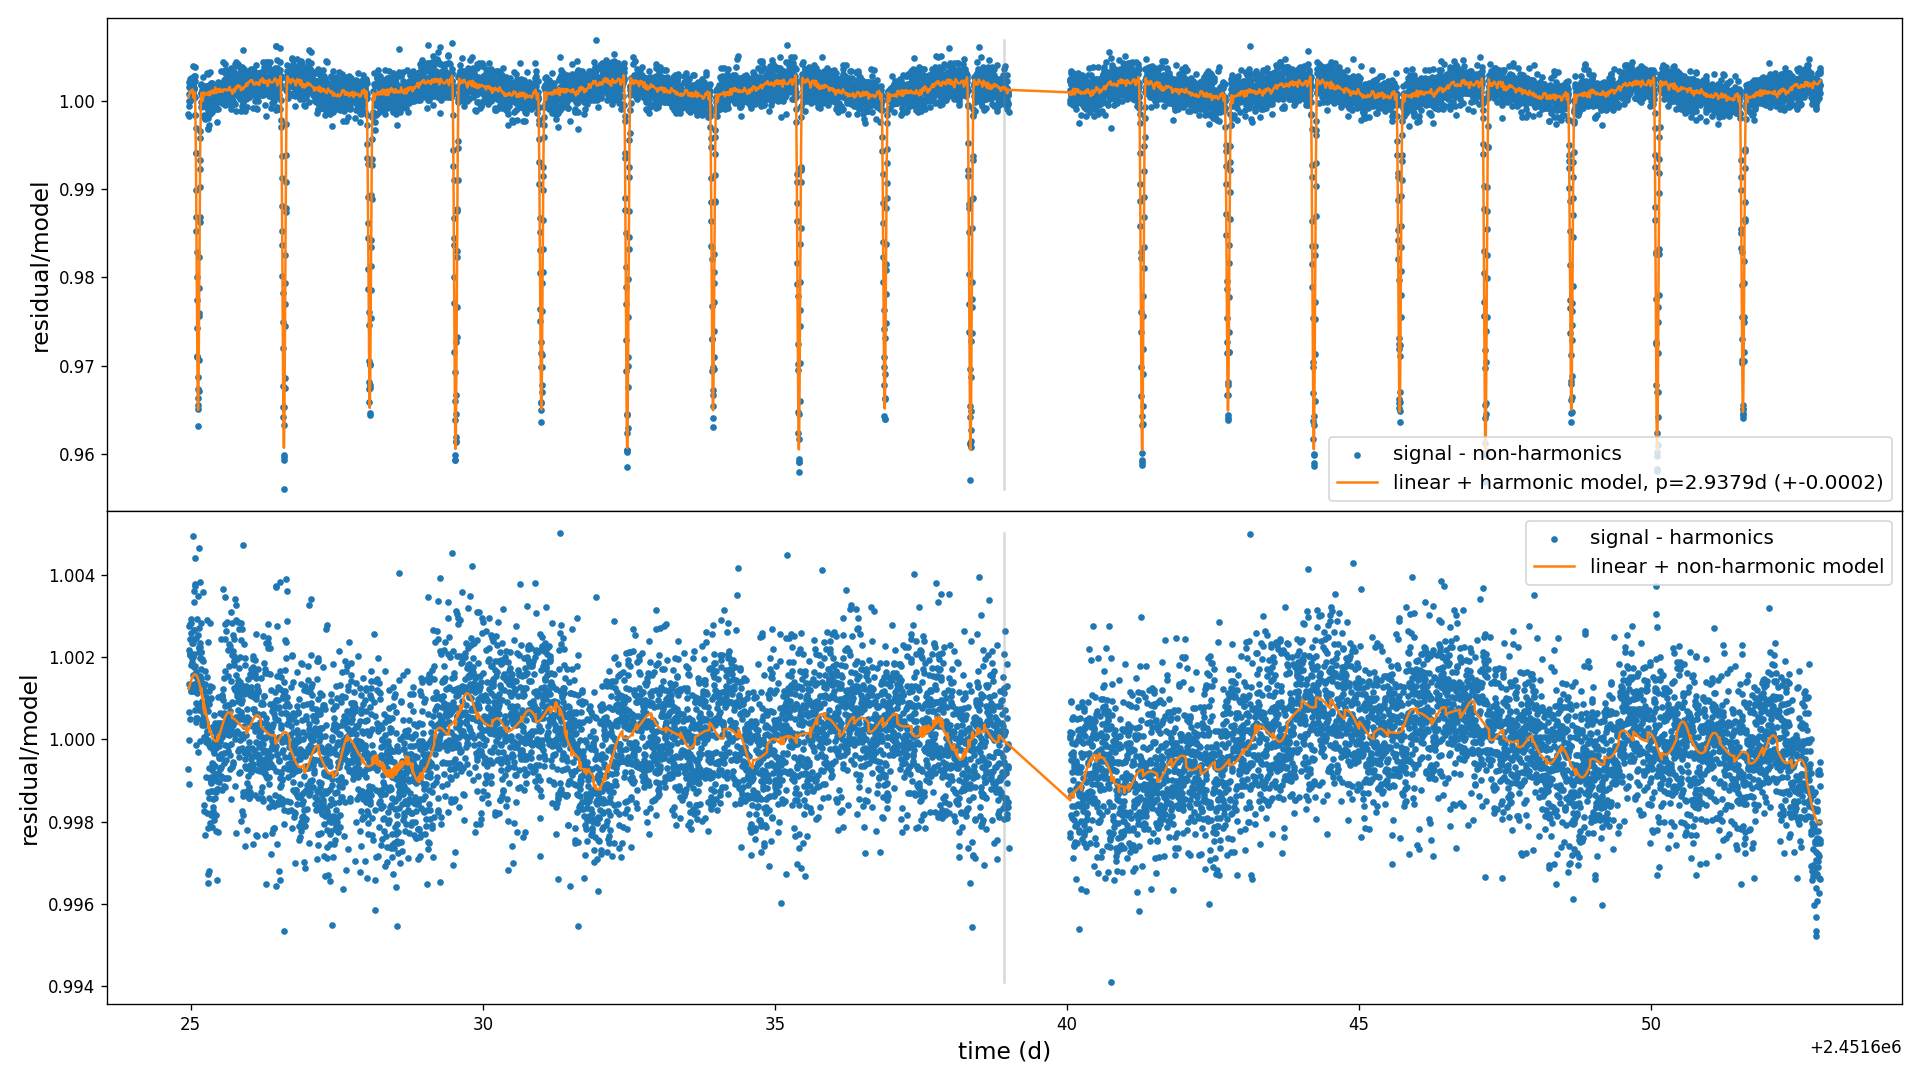 1.00
0.99
0.98
0.97
0.96
residual/model
signal - non-harmonics
linear + harmonic model, p=2.9379d (+-0.0002)
signal - harmonics
linear + non-harmonic model
1.004
1.002
1.000
0.998
0.996
0.994
residual/model
25
30
35
40
45
50
time (d)
+2.4516e6